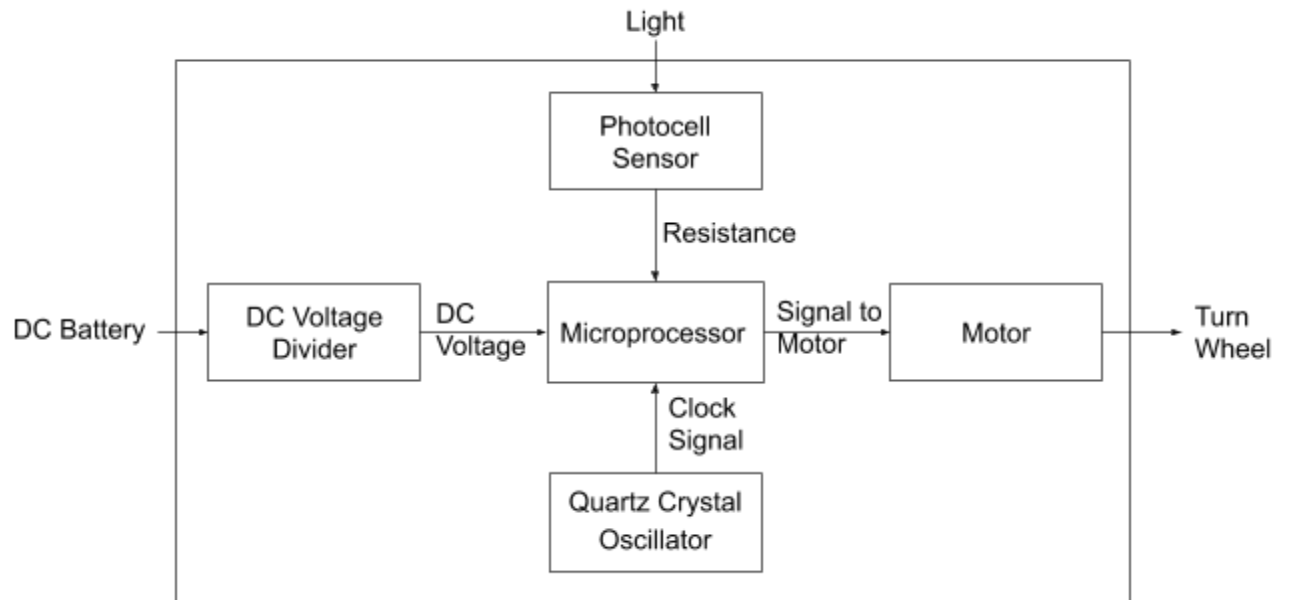 Light
Photocell
Sensor
Resistance
DC Battery
DC Voltage
Divider
DC
Voltage
Microprocessor
Signal to
Motor
Motor
Turn
Wheel
Clock
Signal
Quartz Crystal
Oscillator